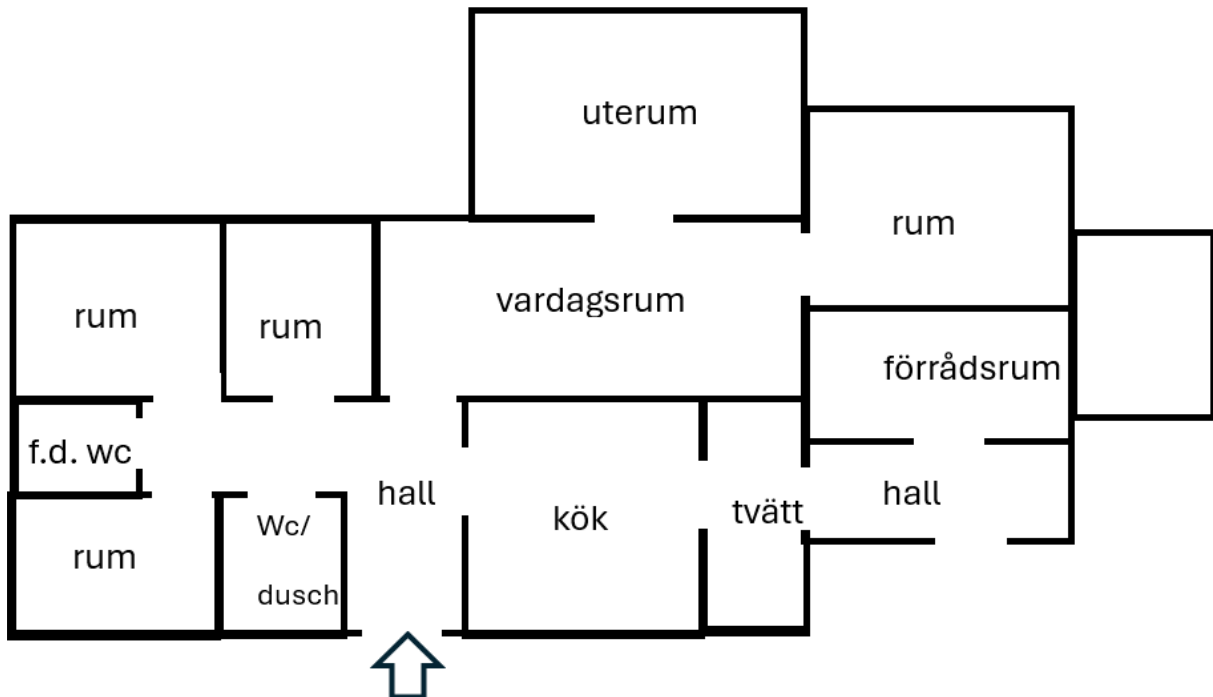 uterum
rum
vardagsrum
rum
rum
förrådsrum
f.d. wc
hall
hall
kök
tvätt
Wc/
dusch
rum